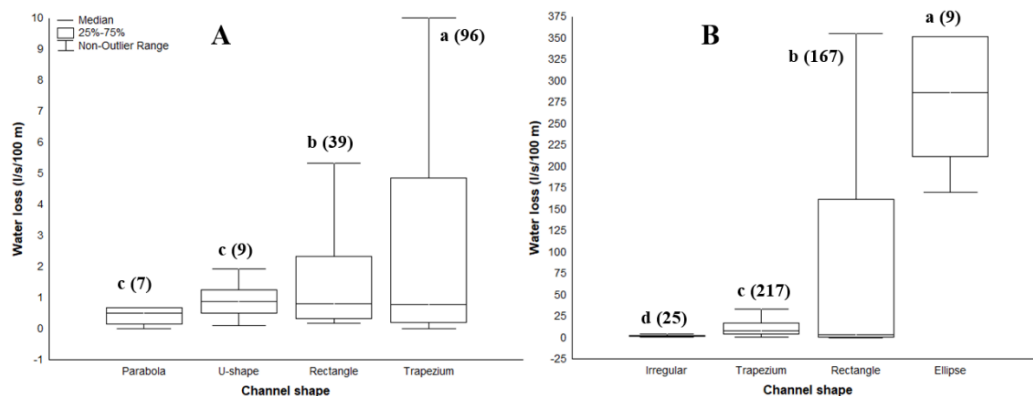 Median
25%-75%
Non-Outlier Range
A
a (96)
b (39)
c (9)
c (7)
Water loss (l/s/100 m)
10
9
8
7
6
5
4
3
2
1
0
-1
Parabola U-shape Rectangle Trapezium
Channel shape
B
a (9)
b (167)
c (217)
d (25)
Water loss (l/s/100 m)
375
350
325
300
275
250
225
200
175
150
125
100
75
50
25
0
-25
Irregular Trapezium Rectangle Ellipse
Channel shape